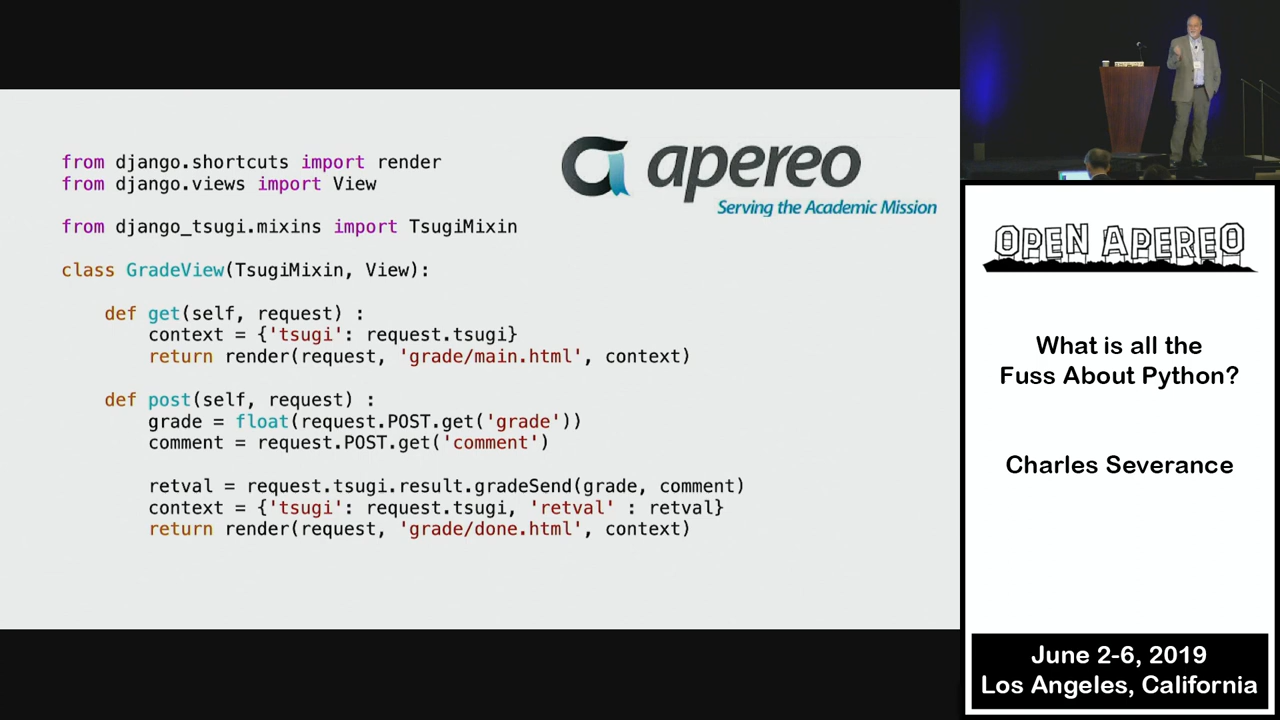 from django.shortcuts import render
from django.views import View
from django_tsugi.mixins import TsugiMixin
class GradeView(TsugiMixin, View):
def get(self, request) :
context = {'tsugi': request.tsugi}
return render(request, 'grade/main.html', context)
def post(self, request) :
grade = float(request.POST.get('grade'))
comment = request.POST.get('comment')
retval = request.tsugi.result.gradeSend(grade, comment)
context = {'tsugi': request.tsugi, 'retval' : retval}
return render(request, 'grade/done.html', context)
apereo
Serving the Academic Mission
OPEN APEREO
What is all the
Fuss About Python?
Charles Severance
June 2-6, 2019
Los Angeles, California